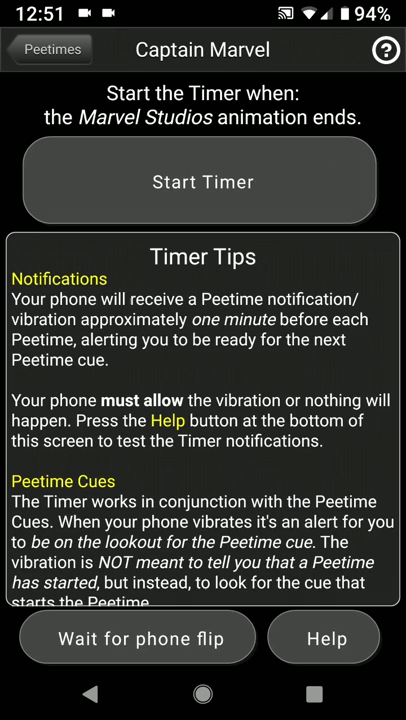 12:51
94%
Peetimes
Captain Marvel
?
Start the Timer when:
the Marvel Studios animation ends.
Start Timer
Timer Tips
Notifications
Your phone will receive a Peetime notification/
vibration approximately one minute before each
Peetime, alerting you to be ready for the next
Peetime cue.
Your phone must allow the vibration or nothing will
happen. Press the Help button at the bottom of
this screen to test the Timer notifications.
Peetime Cues
The Timer works in conjunction with the Peetime
Cues. When your phone vibrates it's an alert for you
to be on the lookout for the Peetime cue. The
vibration is NOT meant to tell you that a Peetime
has started, but instead, to look for the cue that
starts the Peetime
Wait for phone flip
Help